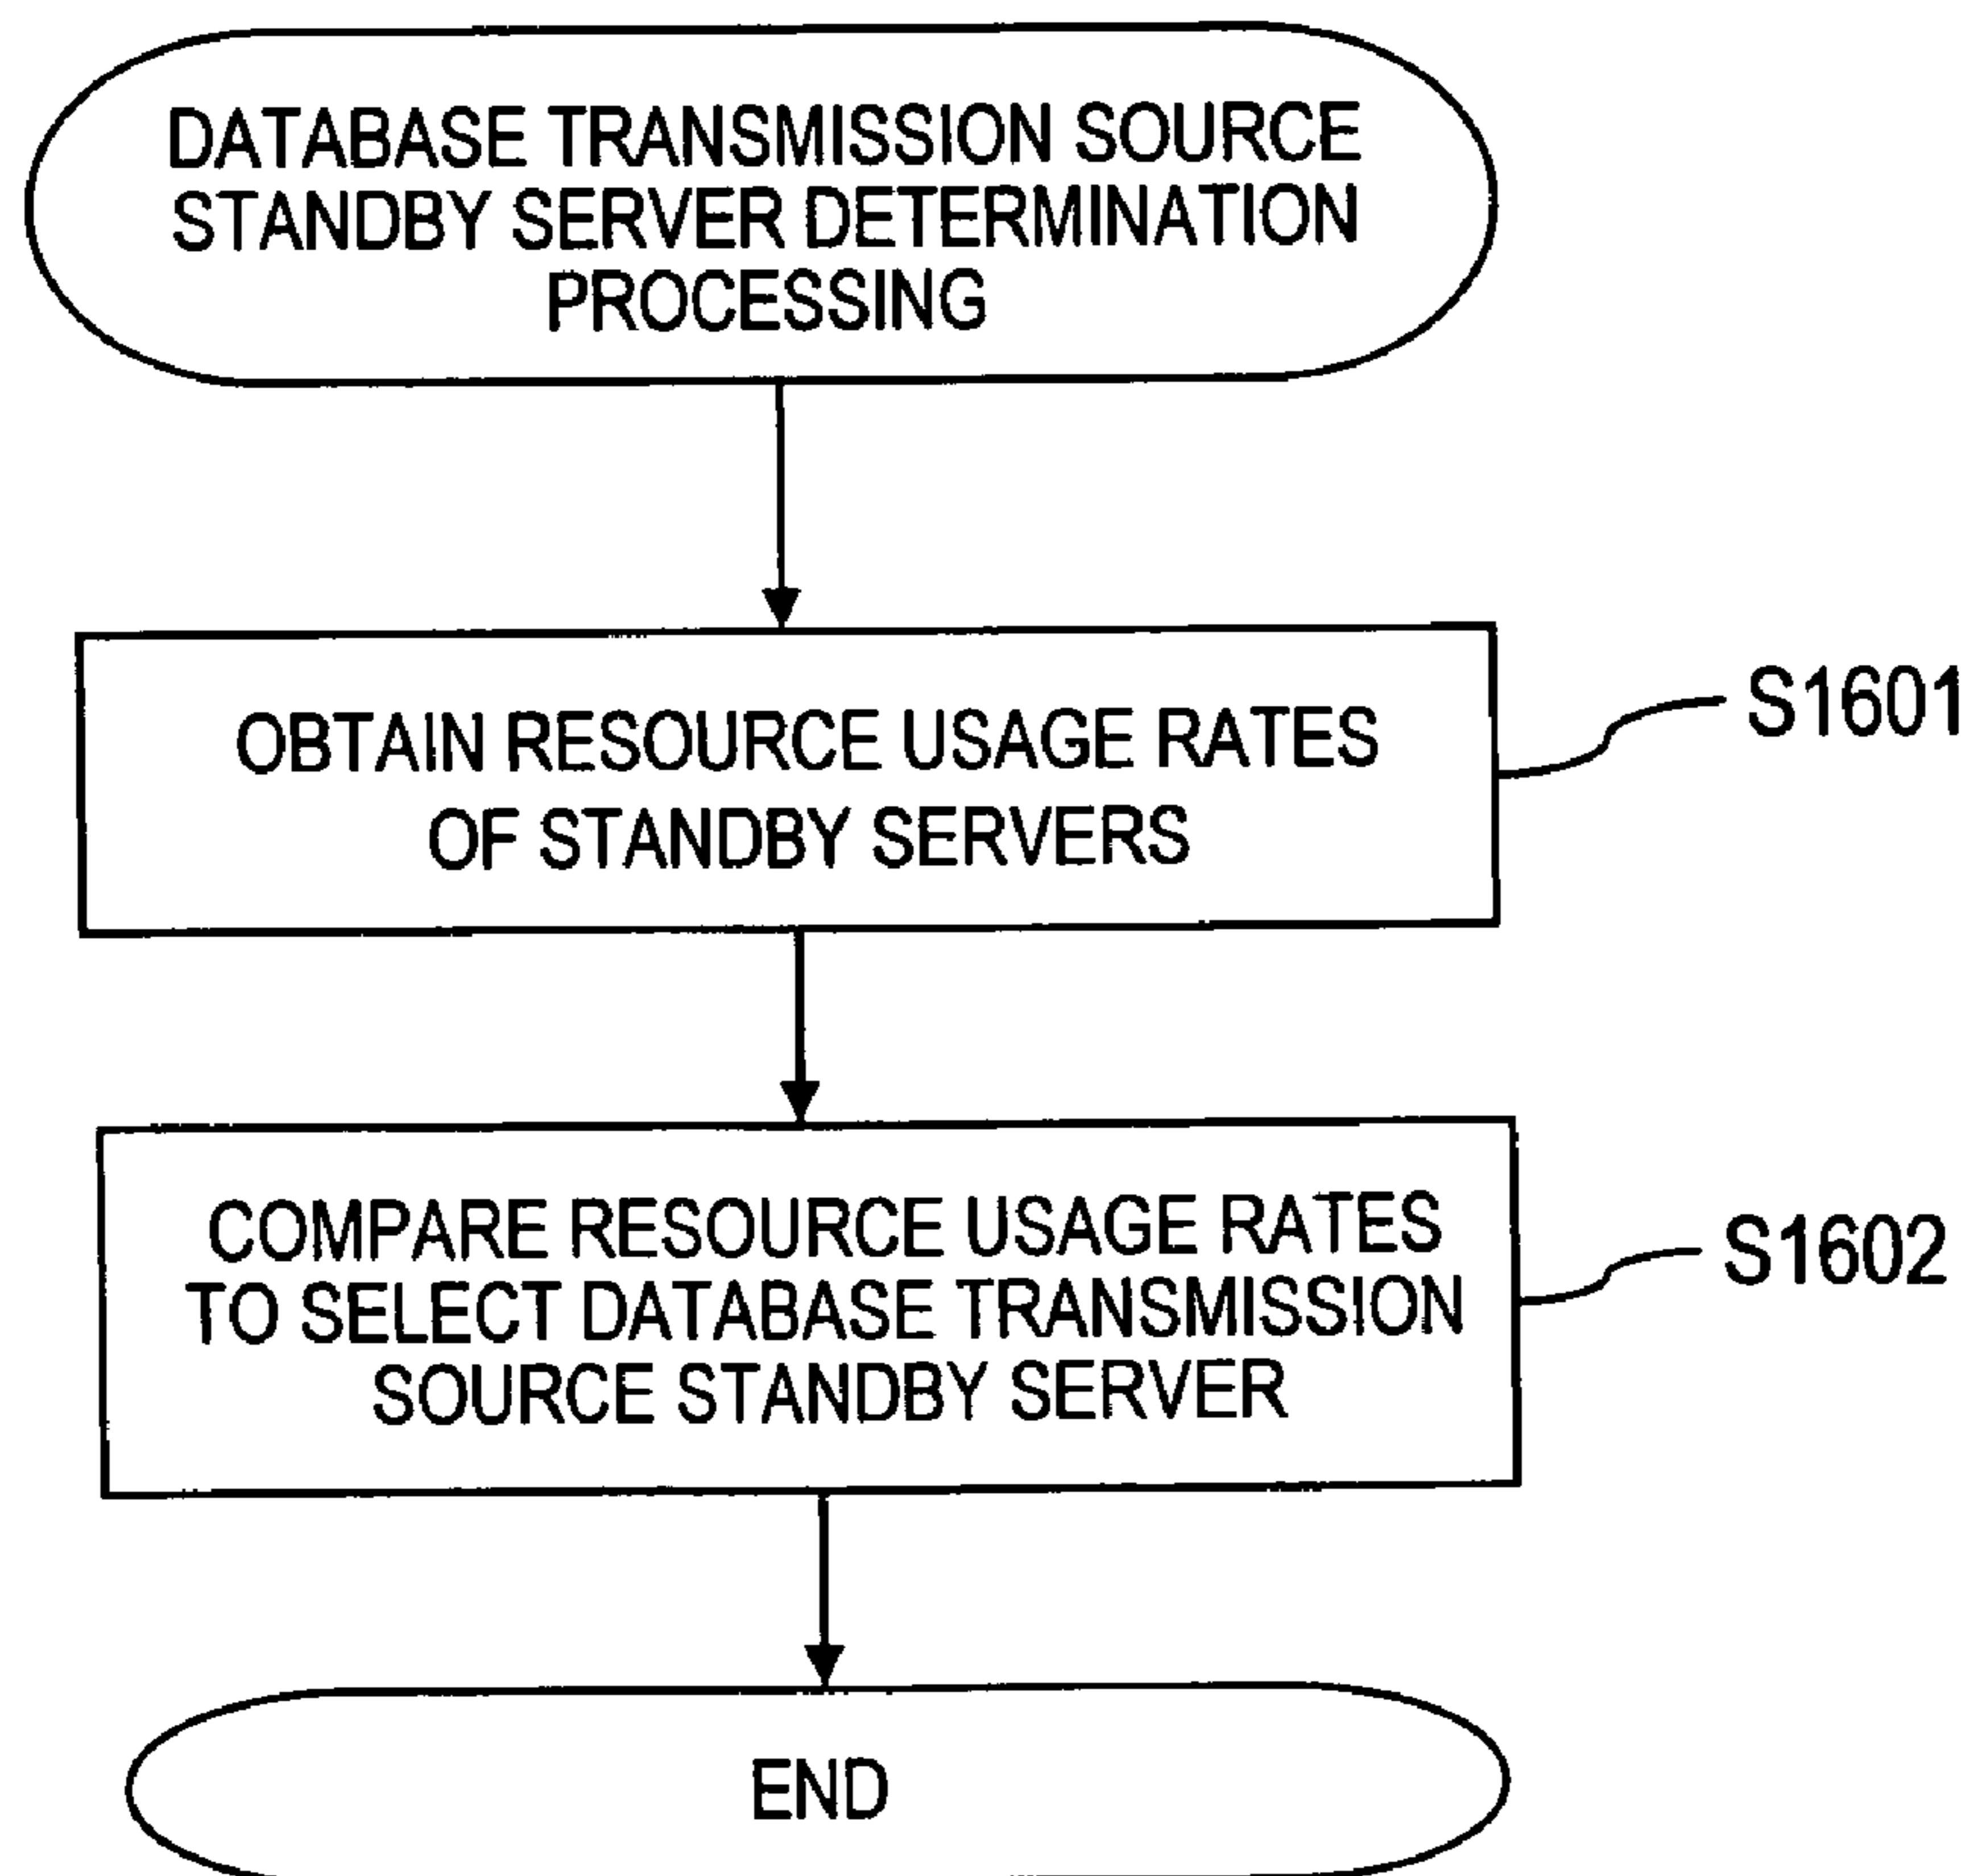 DATABASE TRANSMISSION SOURCE
STANDBY SERVER DETERMINATION
PROCESSING
OBTAIN RESOURCE USAGE RATES
OF STANDBY SERVERS
S1601
COMPARE RESOURCE USAGE RATES
TO SELECT DATABASE TRANSMISSION
SOURCE STANDBY SERVER
S1602
END